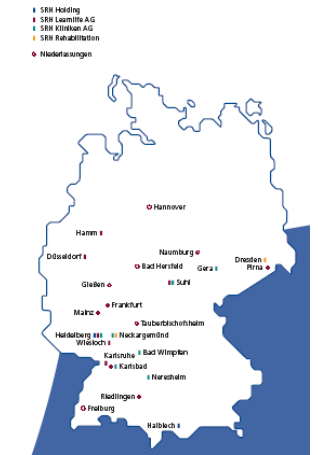 SRH Holding
SRH Learnlife AG
SRH Kliniken AG
SRH Rehabilitation
Niederlassungen
Hannover
Hamm
Naumburg
Düsseldorf
Dresden
Bad Hersfeld
Gera
Pirna
Gießen
Suhl
Frankfurt
Mainz
Tauberbischofsheim
Heidelberg
Neckargemünd
Wiesloch
Bad Wimpfen
Karlsruhe
Karlsbad
Neresheim
Riedlingen
Freiburg
Halblech